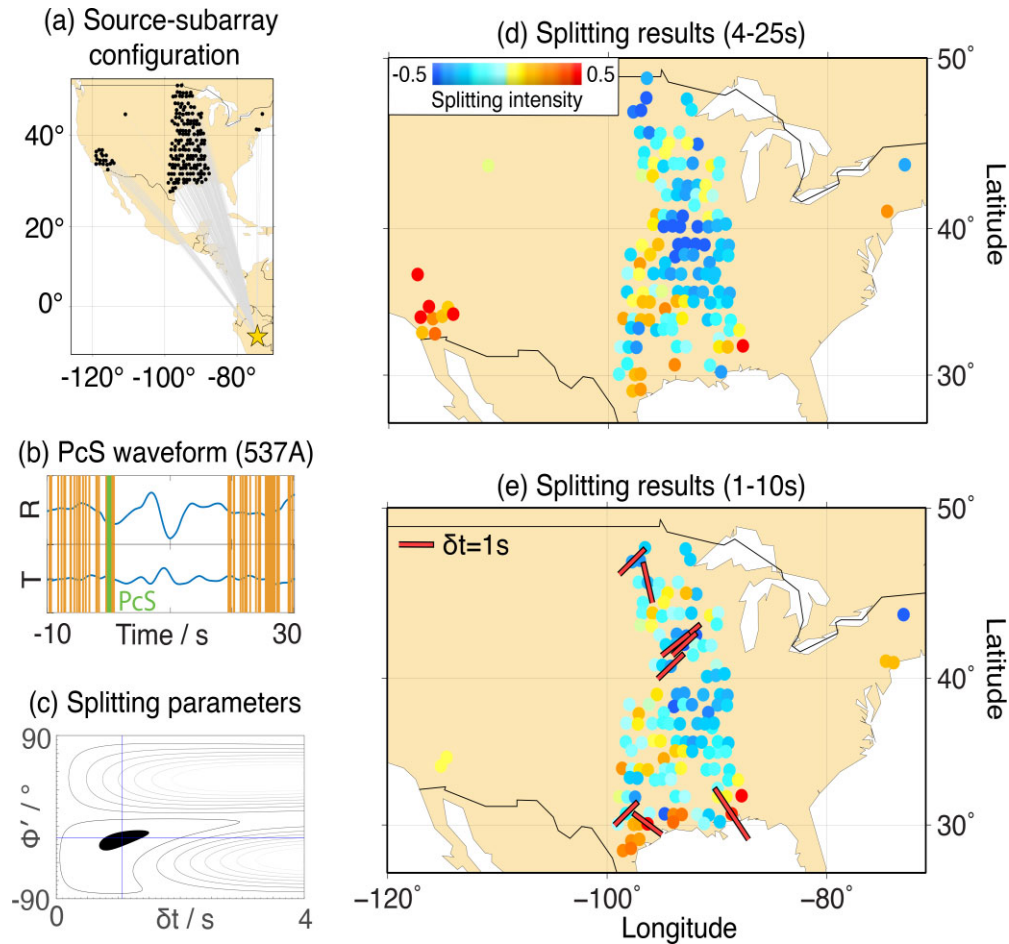 (a) Source-subarray
configuration
40°
20°
0°
-120° -100° -80°
(b) PcS waveform (537A)
R
T
PcS
-10 Time / s 30
(c) Splitting parameters
90
Φ′ / °
-90
0 δt / s 4
(d) Splitting results (4-25s)
-0.5 0.5
Splitting intensity
50°
40°
30°
Latitude
(e) Splitting results (1-10s)
δt=1s
50°
40°
30°
Latitude
−120° −100° −80°
Longitude